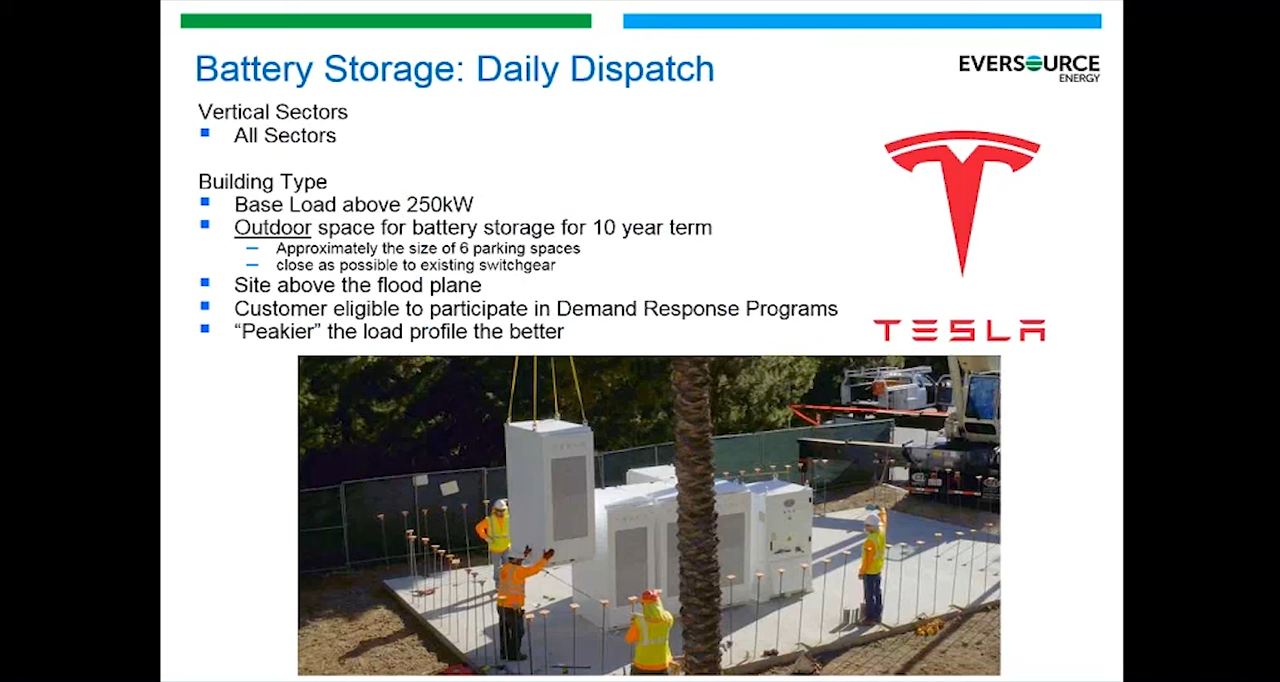 Battery Storage: Daily Dispatch
EVERSOURCE
ENERGY
Vertical Sectors
All Sectors
Building Type
Base Load above 250kW
Outdoor space for battery storage for 10 year term
Approximately the size of 6 parking spaces
close as possible to existing switchgear
Site above the flood plane
Customer eligible to participate in Demand Response Programs
“Peakier” the load profile the better
TESLA
TESLA